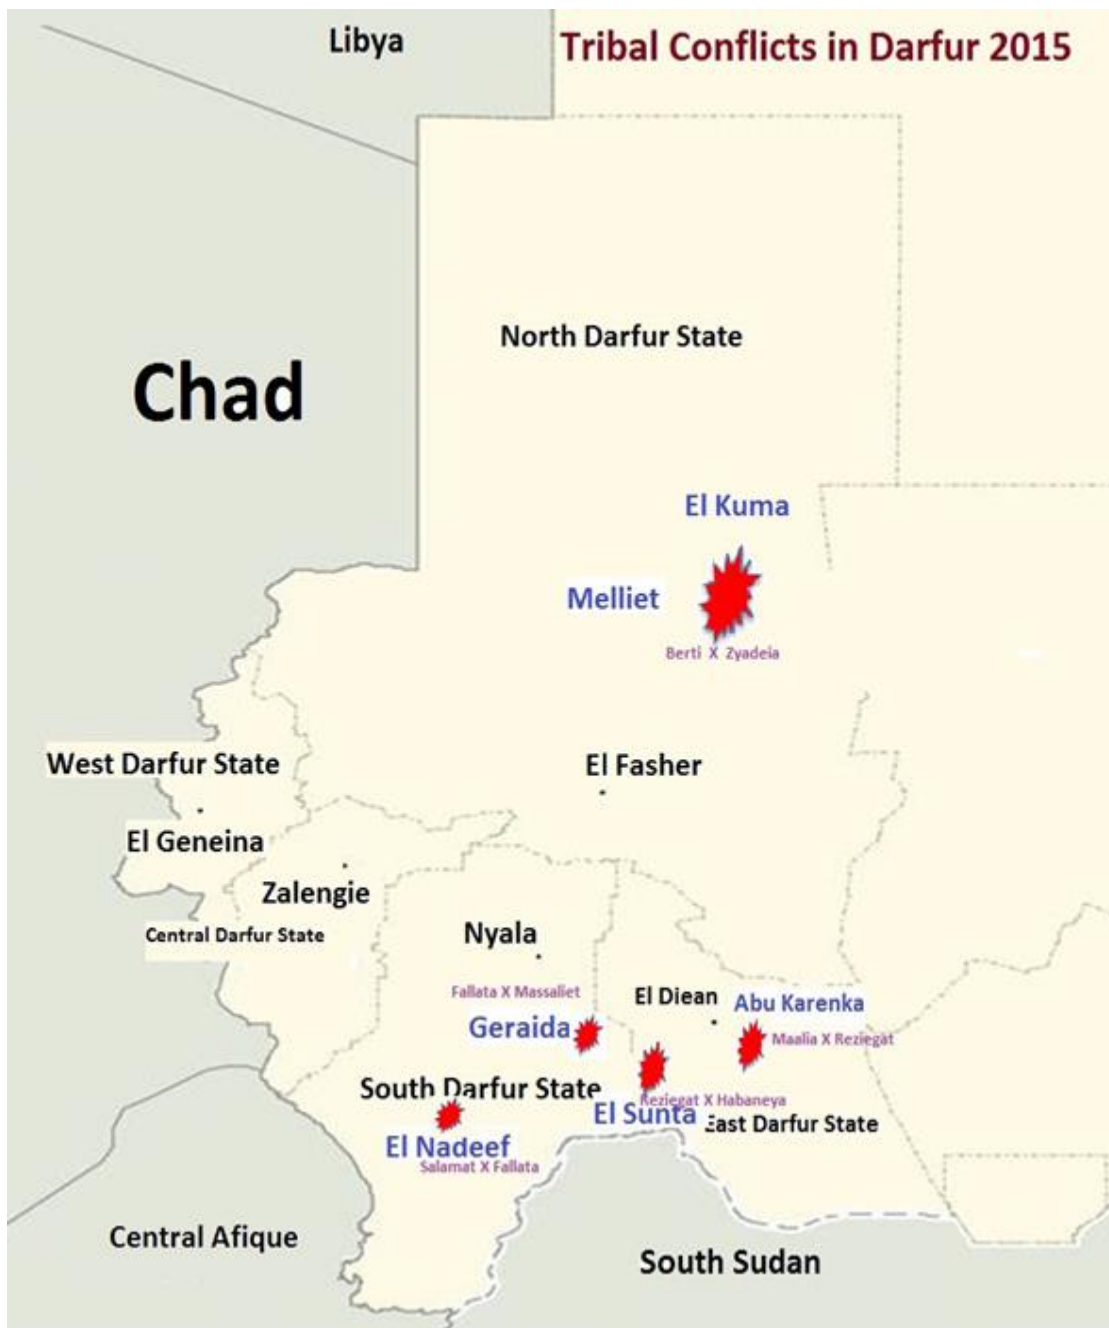 Libya
Tribal Conflicts in Darfur 2015
North Darfur State
Chad
El Kuma
Melliet
Berti X Zyadeia
West Darfur State
El Fasher
El Geneina
Zalengie
Central Darfur State
Nyala
Fallata X Massaliet
El Diean
Abu Karenka
Geraida
Maalia X Reziegat
South Darfur State
Reziegat X Habaneya
El Sunta
East Darfur State
El Nadeef
Salamat X Fallata
Central Afique
South Sudan